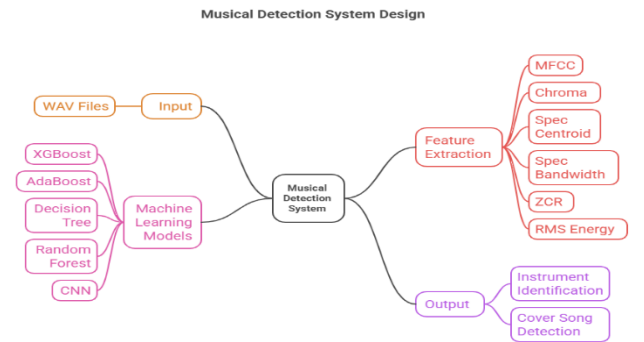 Musical Detection System Design
WAV Files
Input
XGBoost
AdaBoost
Decision
Tree
Random
Forest
CNN
Machine
Learning
Models
Musical
Detection
System
Feature
Extraction
MFCC
Chroma
Spec
Centroid
Spec
Bandwidth
ZCR
RMS Energy
Output
Instrument
Identification
Cover Song
Detection